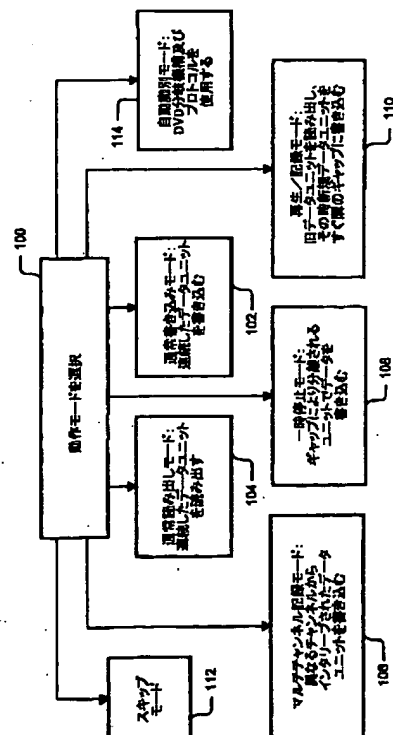 100
動作モードを選択
スキップ
モード
112
自動識別モード：
DVD分岐機構及び
プロトコルを
使用する
114
通常読み出しモード：
連続したデータユニット
を読み出す
104
通常書き込みモード：
連続したデータユニット
を書き込む
102
マルチチャンネル記録モード：
異なるチャンネルから
インタリーブされたデータ
ユニットを書き込む
106
一時停止モード：
ギャップにより分離される
ユニットでデータを
書き込む
108
再生／記録モード：
旧データユニットを読み出し、
その時新規データユニットを
すぐ隣のギャップに書き込む
110